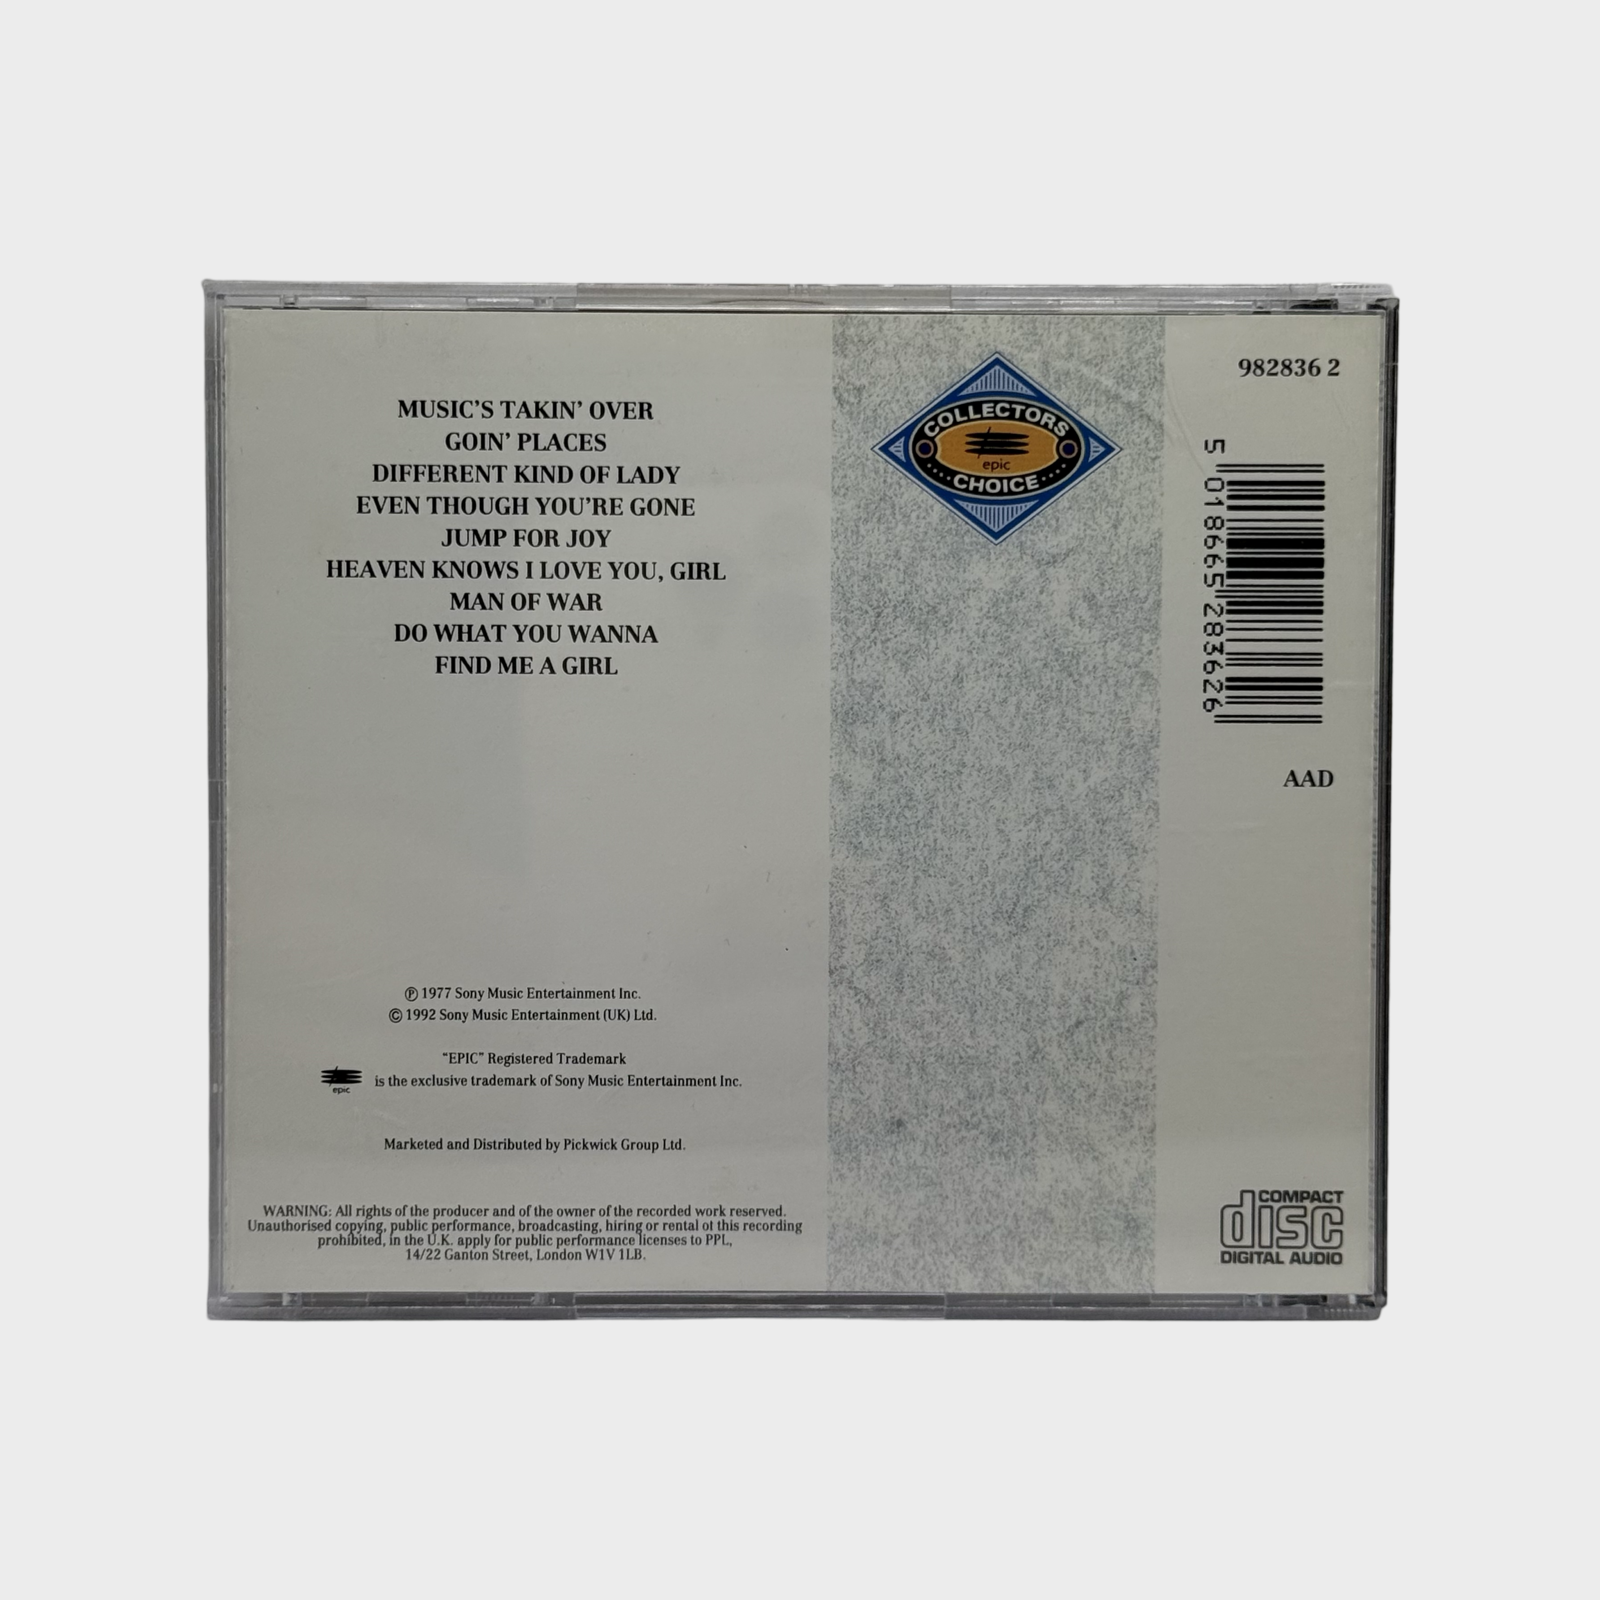 MUSIC'S TAKIN' OVER
GOIN' PLACES
DIFFERENT KIND OF LADY
EVEN THOUGH YOU'RE GONE
JUMP FOR JOY
HEAVEN KNOWS I LOVE YOU, GIRL
MAN OF WAR
DO WHAT YOU WANNA
FIND ME A GIRL
℗ 1977 Sony Music Entertainment Inc.
© 1992 Sony Music Entertainment (UK) Ltd.
"EPIC" Registered Trademark
epic
is the exclusive trademark of Sony Music Entertainment Inc.
Marketed and Distributed by Pickwick Group Ltd.
WARNING: All rights of the producer and of the owner of the recorded work reserved.
Unauthorised copying, public performance, broadcasting, hiring or rental of this recording
prohibited, in the U.K. apply for public performance licenses to PPL,
14/22 Ganton Street, London W1V 1LB.
COLLECTORS
epic
CHOICE
982836 2
5 018665 283626
AAD
COMPACT
disc
DIGITAL AUDIO